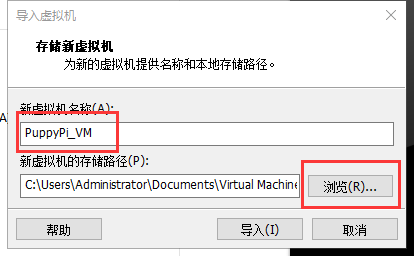 导入虚拟机
存储新虚拟机
为新的虚拟机提供名称和本地存储路径。
新虚拟机名称(A):
PuppyPi_VM
新虚拟机的存储路径(P):
C:\Users\Administrator\Documents\Virtual Machine
浏览(R)...
帮助
导入(I)
取消